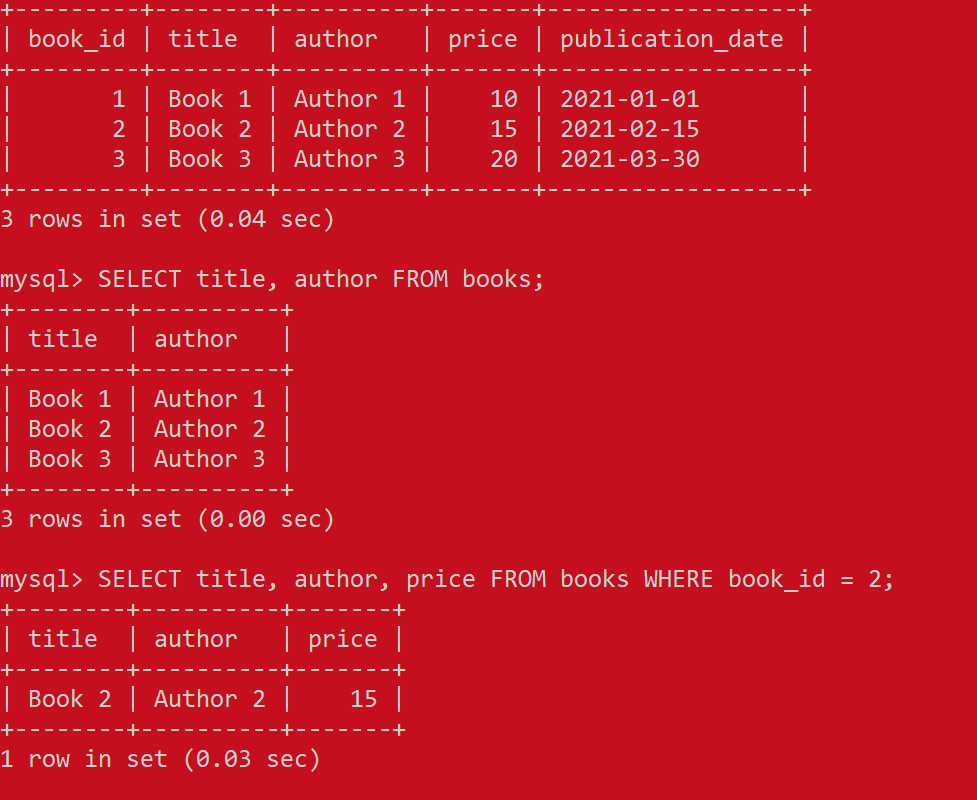 +---------+--------+----------+-------+------------------+
| book_id | title  | author   | price | publication_date |
+---------+--------+----------+-------+------------------+
|       1 | Book 1 | Author 1 |    10 | 2021-01-01       |
|       2 | Book 2 | Author 2 |    15 | 2021-02-15       |
|       3 | Book 3 | Author 3 |    20 | 2021-03-30       |
+---------+--------+----------+-------+------------------+
3 rows in set (0.04 sec)

mysql> SELECT title, author FROM books;
+--------+----------+
| title  | author   |
+--------+----------+
| Book 1 | Author 1 |
| Book 2 | Author 2 |
| Book 3 | Author 3 |
+--------+----------+
3 rows in set (0.00 sec)

mysql> SELECT title, author, price FROM books WHERE book_id = 2;
+--------+----------+-------+
| title  | author   | price |
+--------+----------+-------+
| Book 2 | Author 2 |    15 |
+--------+----------+-------+
1 row in set (0.03 sec)